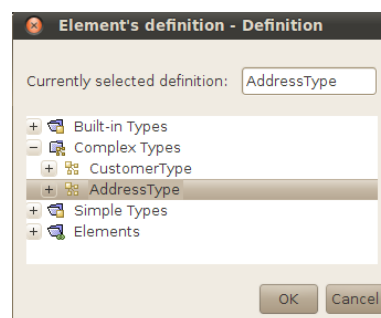 Element's definition - Definition
Currently selected definition: AddressType
Built-in Types
Complex Types
CustomerType
AddressType
Simple Types
Elements
OK Cancel